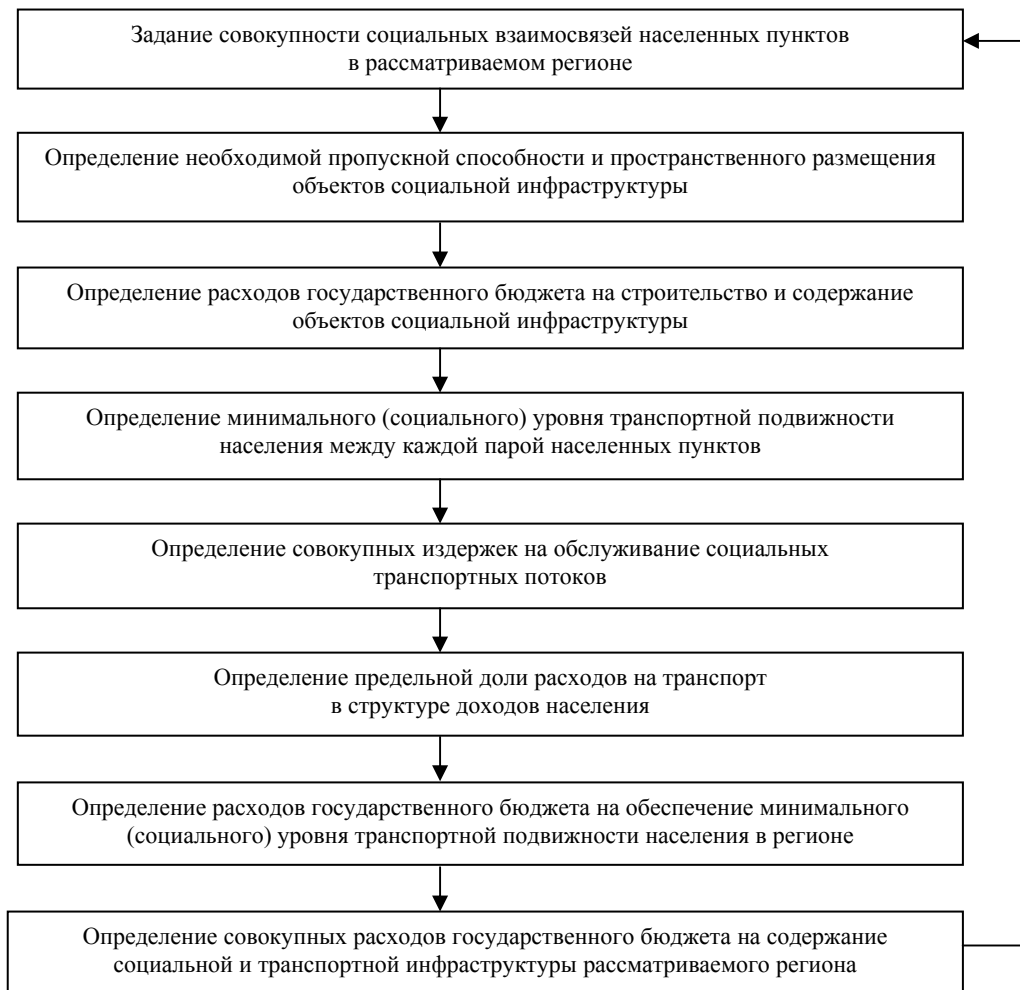 Задание совокупности социальных взаимосвязей населенных пунктов
в рассматриваемом регионе
Определение необходимой пропускной способности и пространственного размещения
объектов социальной инфраструктуры
Определение расходов государственного бюджета на строительство и содержание
объектов социальной инфраструктуры
Определение минимального (социального) уровня транспортной подвижности
населения между каждой парой населенных пунктов
Определение совокупных издержек на обслуживание социальных
транспортных потоков
Определение предельной доли расходов на транспорт
в структуре доходов населения
Определение расходов государственного бюджета на обеспечение минимального
(социального) уровня транспортной подвижности населения в регионе
Определение совокупных расходов государственного бюджета на содержание
социальной и транспортной инфраструктуры рассматриваемого региона